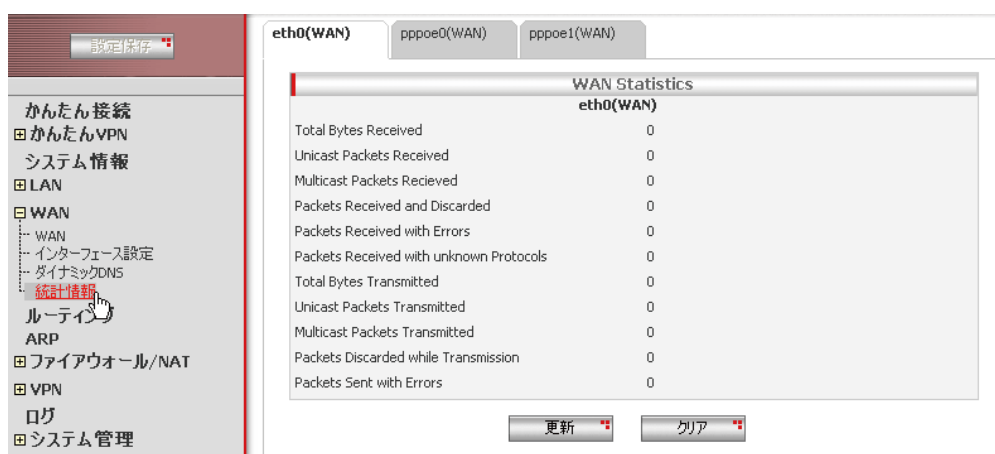 設定保存
かんたん接続
かんたんVPN
システム情報
LAN
WAN
WAN
インターフェース設定
ダイナミックDNS
統計情報
ルーティング
ARP
ファイアウォール/NAT
VPN
ログ
システム管理
eth0(WAN) pppoe0(WAN) pppoe1(WAN)
WAN Statistics
eth0(WAN)
Total Bytes Received 0
Unicast Packets Received 0
Multicast Packets Recieved 0
Packets Received and Discarded 0
Packets Received with Errors 0
Packets Received with unknown Protocols 0
Total Bytes Transmitted 0
Unicast Packets Transmitted 0
Multicast Packets Transmitted 0
Packets Discarded while Transmission 0
Packets Sent with Errors 0
更新 クリア